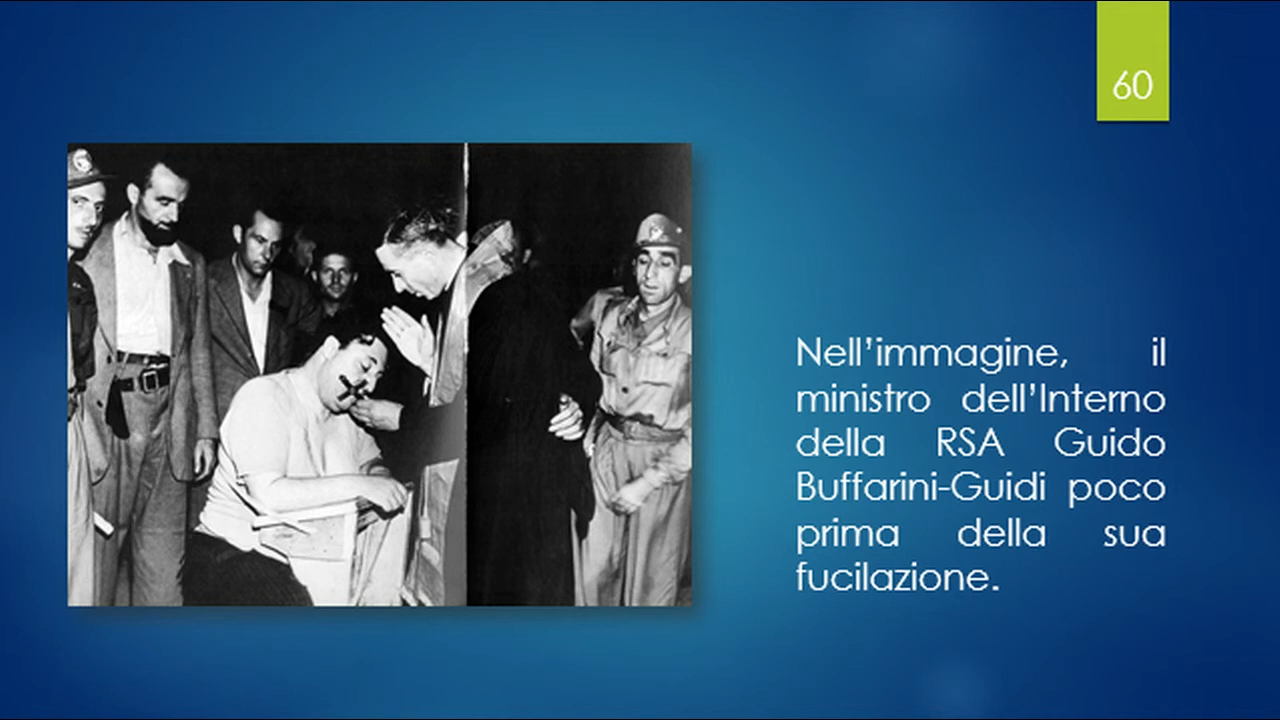 60
Nell’immagine, il
ministro dell’Interno
della RSA Guido
Buffarini-Guidi poco
prima della sua
fucilazione.